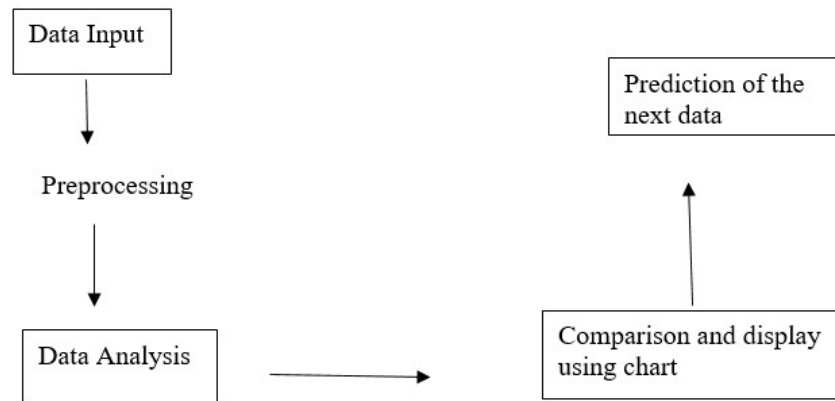 Data Input
Preprocessing
Data Analysis
Comparison and display
using chart
Prediction of the
next data